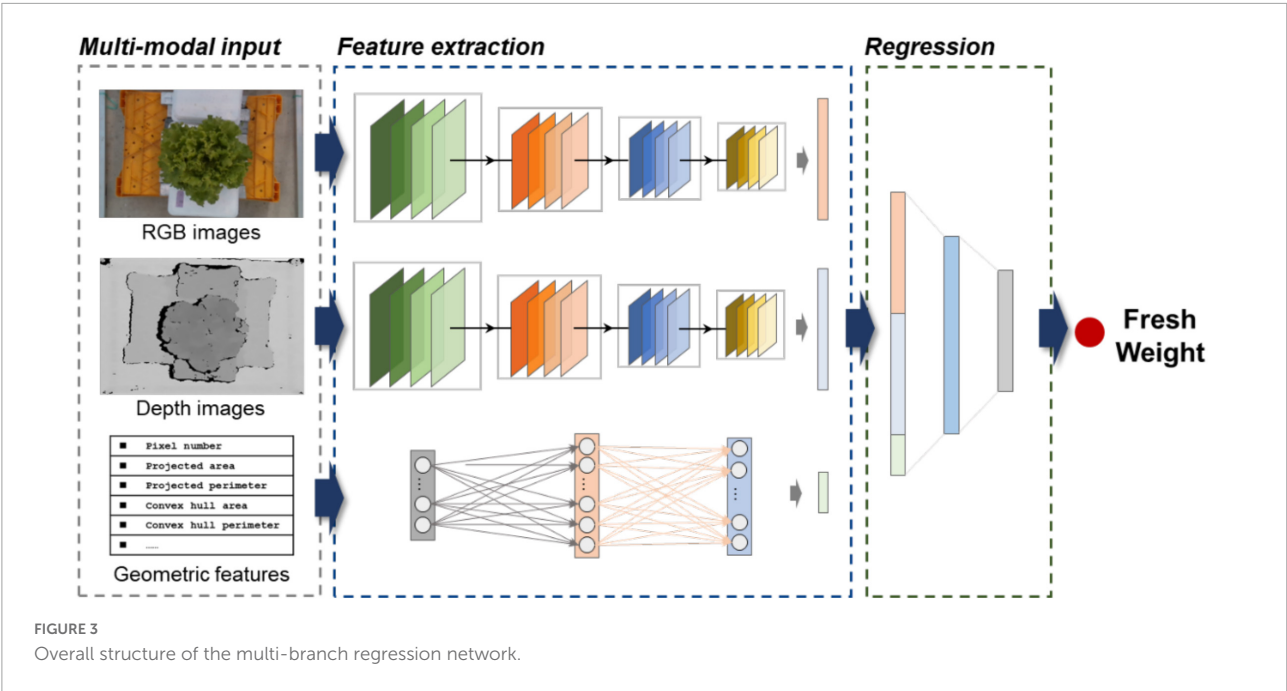 Multi-modal input
Feature extraction
Regression
RGB images
Depth images
■ Pixel number
■ Projected area
■ Projected perimeter
■ Convex hull area
■ Convex hull perimeter
■ ……
Geometric features
Fresh
Weight
FIGURE 3
Overall structure of the multi-branch regression network.